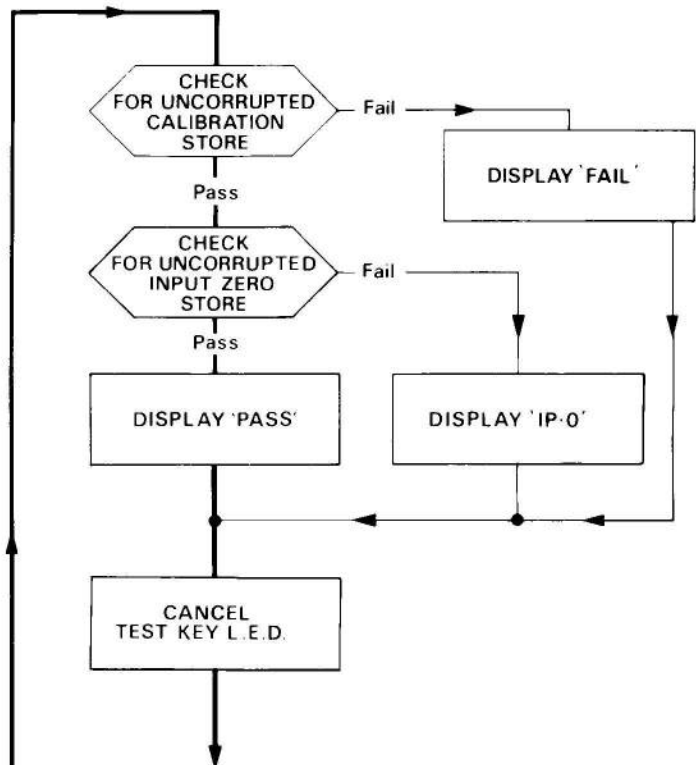 CHECK
FOR UNCORRUPTED
CALIBRATION
STORE
Fail
DISPLAY 'FAIL'
Pass
CHECK
FOR UNCORRUPTED
INPUT ZERO
STORE
Fail
Pass
DISPLAY 'PASS'
DISPLAY 'IP·0'
CANCEL
TEST KEY L.E.D.